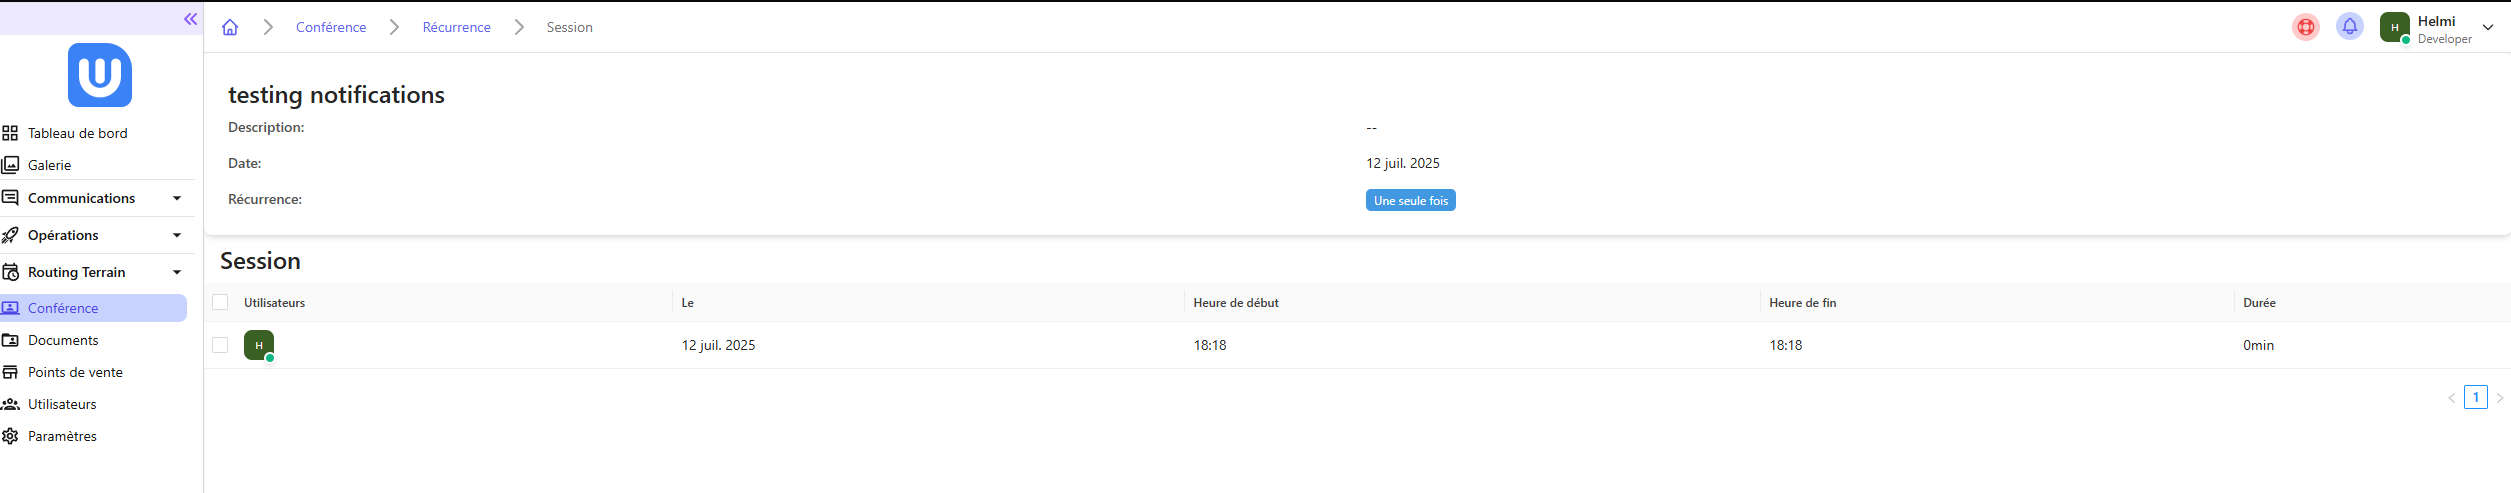 Conférence
Récurrence
Session
H
Helmi
Developer
Tableau de bord
Galerie
Communications
Opérations
Routing Terrain
Conférence
Documents
Points de vente
Utilisateurs
Paramètres
testing notifications
Description: --
Date: 12 juil. 2025
Récurrence: Une seule fois
Session
Utilisateurs Le Heure de début Heure de fin Durée
H 12 juil. 2025 18:18 18:18 0min
< 1 >